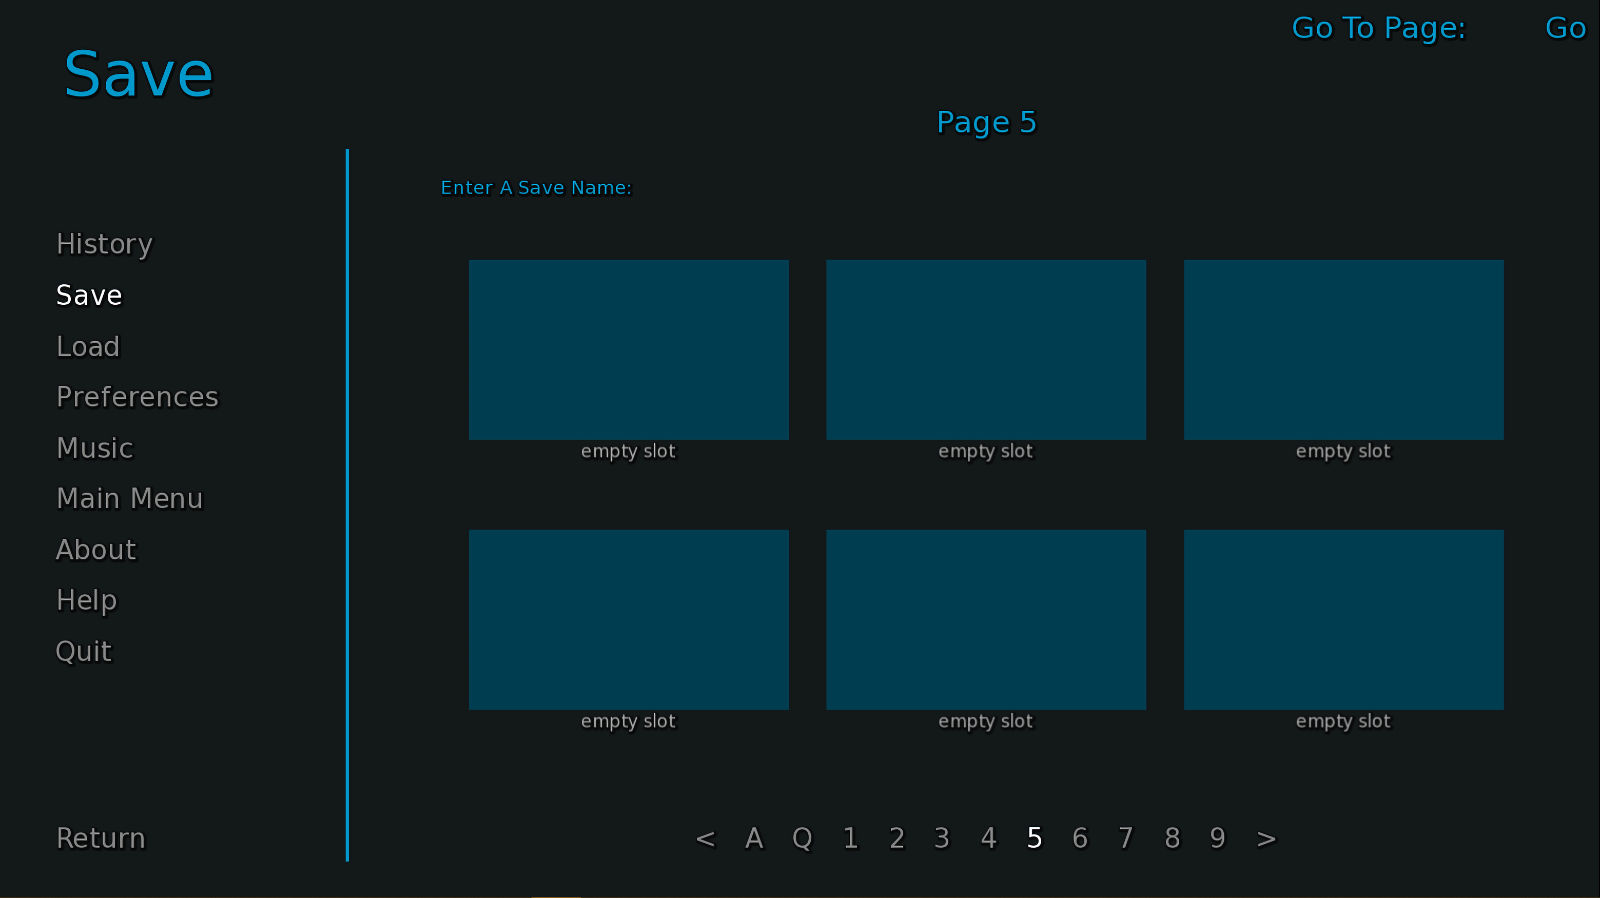 Go To Page: Go
Save
Page 5
Enter A Save Name:
History
Save
Load
Preferences
Music
Main Menu
About
Help
Quit
Return
empty slot empty slot empty slot
empty slot empty slot empty slot
< A Q 1 2 3 4 5 6 7 8 9 >